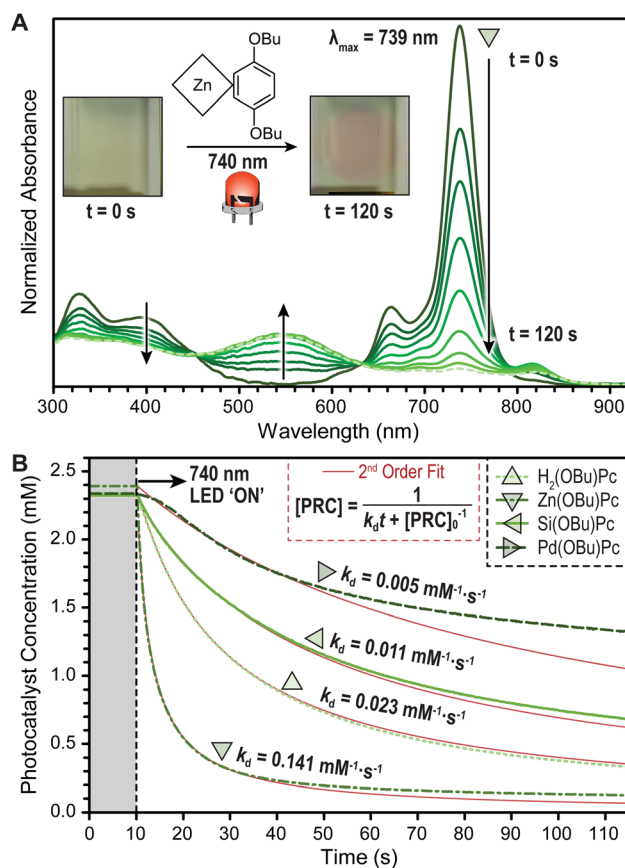 A
OBu
Zn
OBu
λmax = 739 nm
t = 0 s
740 nm
t = 0 s
t = 120 s
t = 120 s
Normalized Absorbance
300 400 500 600 700 800 900
Wavelength (nm)
B
740 nm
LED 'ON'
2nd Order Fit
[PRC] = 1 / kdt + [PRC]0-1
H2(OBu)Pc
Zn(OBu)Pc
Si(OBu)Pc
Pd(OBu)Pc
kd = 0.005 mM-1·s-1
kd = 0.011 mM-1·s-1
kd = 0.023 mM-1·s-1
kd = 0.141 mM-1·s-1
Photocatalyst Concentration (mM)
2.5
2.0
1.5
1.0
0.5
0.0
0 10 20 30 40 50 60 70 80 90 100 110
Time (s)